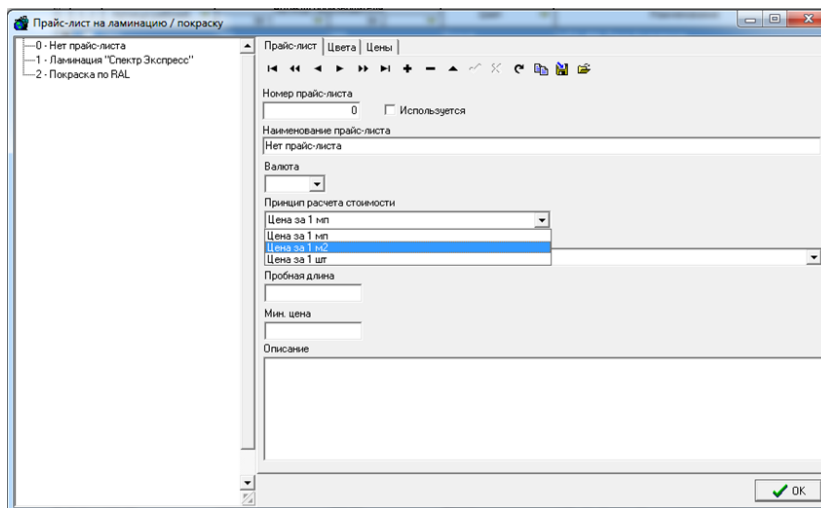 Прайс-лист на ламинацию / покраску
0 - Нет прайс-листа
1 - Ламинация "Спектр Экспресс"
2 - Покраска по RAL
Прайс-лист Цвета Цены
Номер прайс-листа
0 Используется
Наименование прайс-листа
Нет прайс-листа
Валюта
Принцип расчета стоимости
Цена за 1 мп
Цена за 1 мп
Цена за 1 м2
Цена за 1 шт
Пробная длина
Мин. цена
Описание
OK